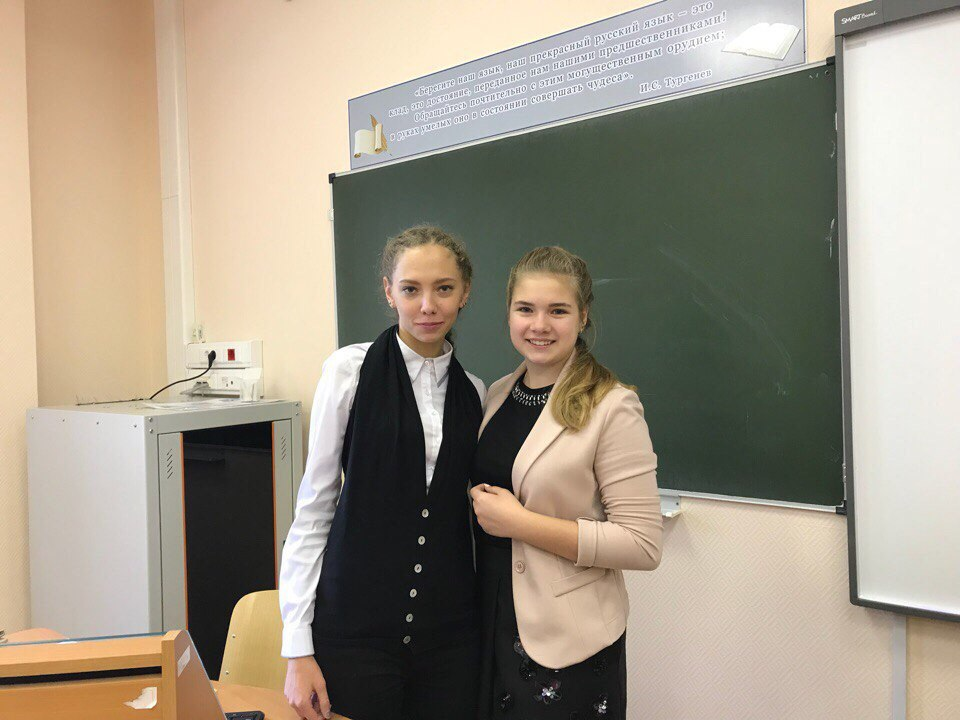 «Берегите наш язык, наш прекрасный русский язык – это
клад, это достояние, переданное нам нашими предшественниками!
Обращайтесь почтительно с этим могущественным орудием;
в руках умелых оно в состоянии совершать чудеса».
И.С. Тургенев
SMART Board